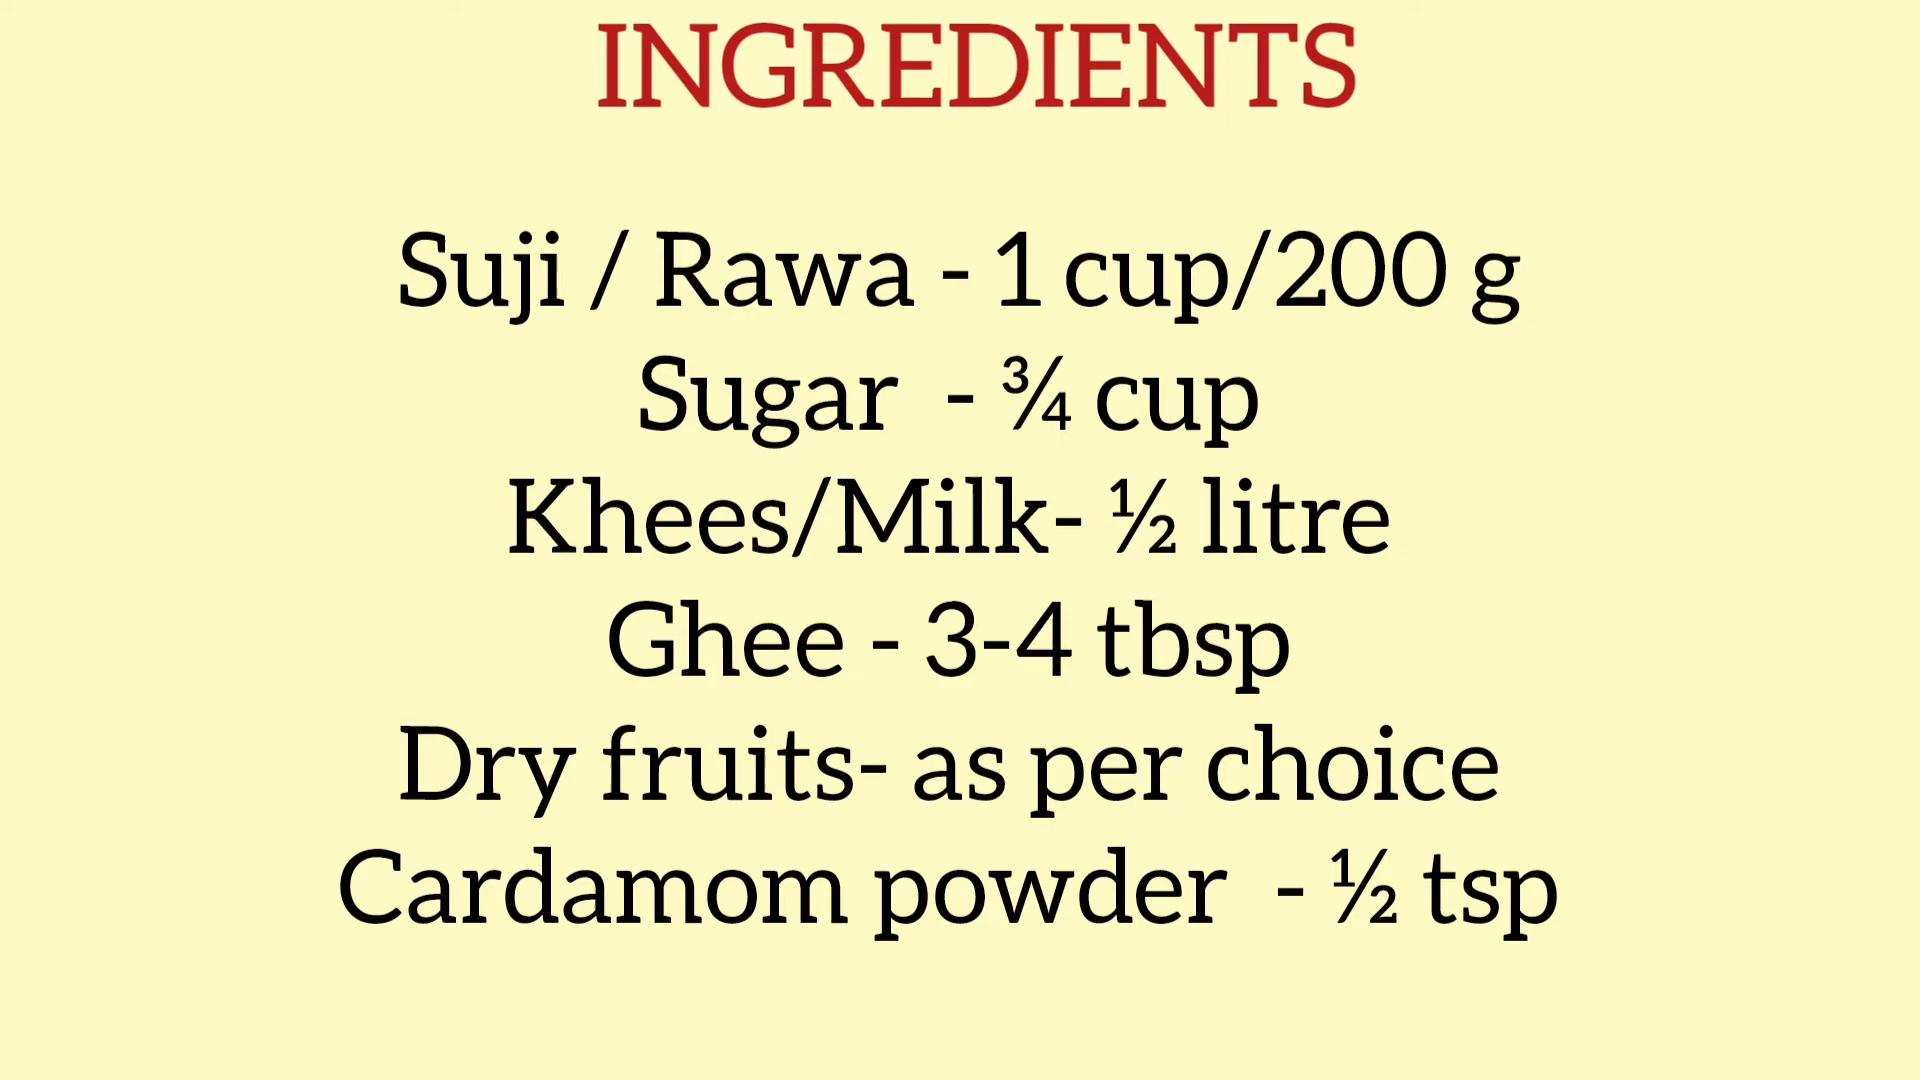 INGREDIENTS
Suji / Rawa - 1 cup/200 g
Sugar  - ¾ cup
Khees/Milk- ½ litre
Ghee - 3-4 tbsp
Dry fruits- as per choice
Cardamom powder  - ½ tsp